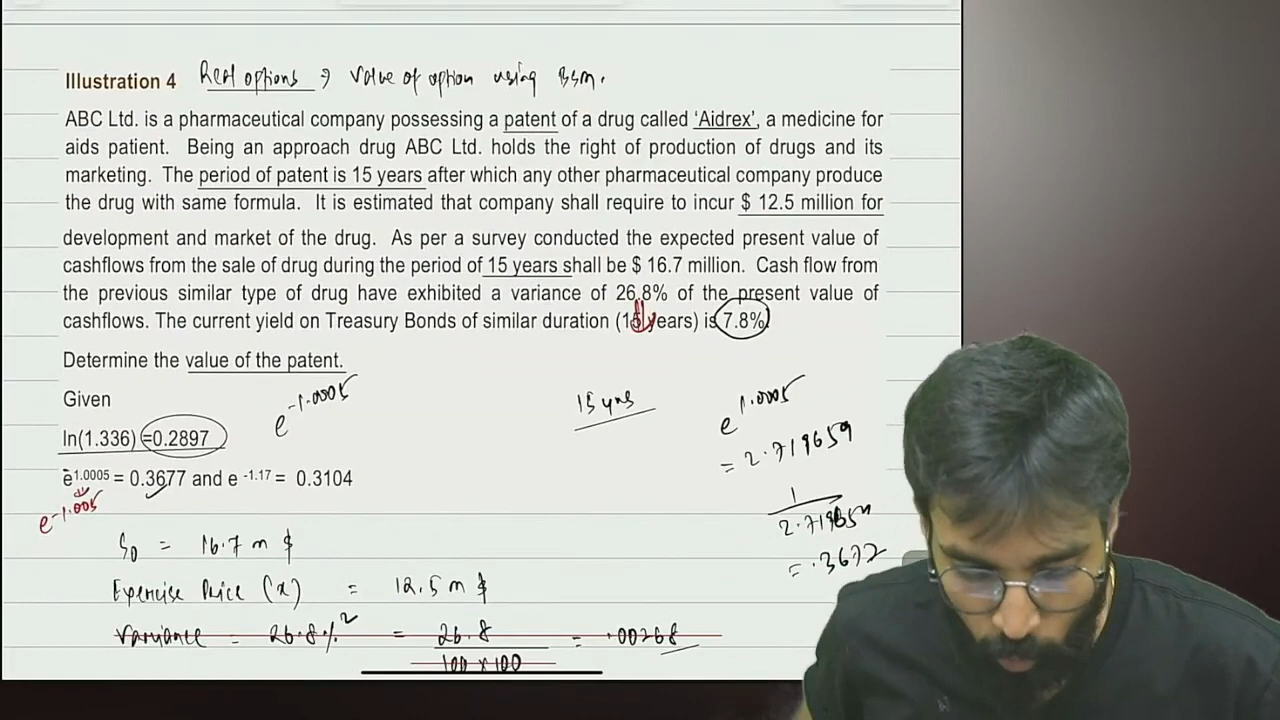 Illustration 4 Real options → Value of option using BSM.
ABC Ltd. is a pharmaceutical company possessing a patent of a drug called ‘Aidrex’, a medicine for
aids patient. Being an approach drug ABC Ltd. holds the right of production of drugs and its
marketing. The period of patent is 15 years after which any other pharmaceutical company produce
the drug with same formula. It is estimated that company shall require to incur $ 12.5 million for
development and market of the drug. As per a survey conducted the expected present value of
cashflows from the sale of drug during the period of 15 years shall be $ 16.7 million. Cash flow from
the previous similar type of drug have exhibited a variance of 26.8% of the present value of
cashflows. The current yield on Treasury Bonds of similar duration (15 years) is 7.8%.
Determine the value of the patent.
Given
e^-1.0005
15 yrs
e^1.0005
ln(1.336) =0.2897
= 2.719659
e^-1.0005 = 0.3677 and e -1.17 = 0.3104
e^-1.005
1
2.719659
S0 = 16.7 m $
Exercise Price (x) = 12.5 m $
Variance = 26.8%² = 26.8 = .00268
100 x 100